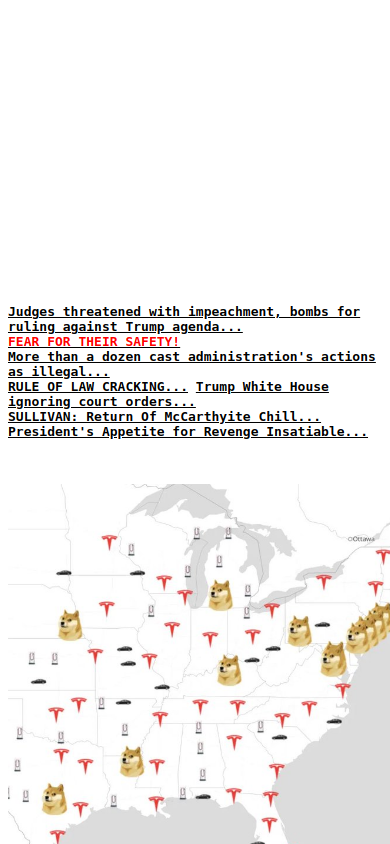 Judges threatened with impeachment, bombs for
ruling against Trump agenda...
FEAR FOR THEIR SAFETY!
More than a dozen cast administration's actions
as illegal...
RULE OF LAW CRACKING... Trump White House
ignoring court orders...
SULLIVAN: Return Of McCarthyite Chill...
President's Appetite for Revenge Insatiable...
Ottawa